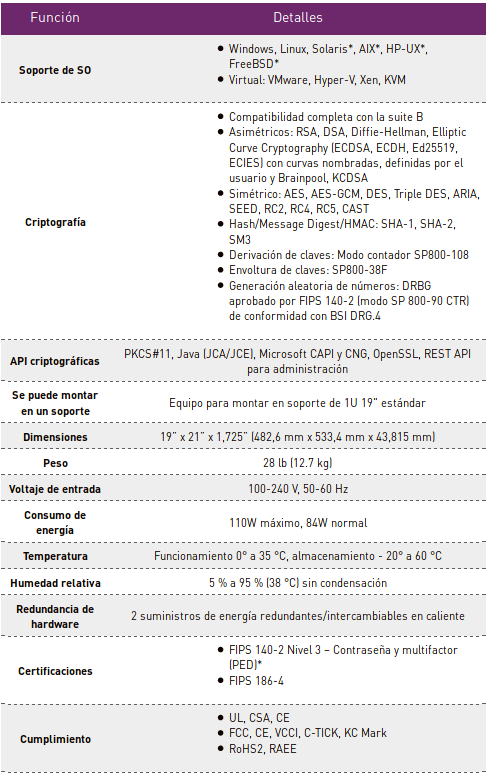 Función Detalles
Soporte de SO
● Windows, Linux, Solaris*, AIX*, HP-UX*,
FreeBSD*
● Virtual: VMware, Hyper-V, Xen, KVM
Criptografía
● Compatibilidad completa con la suite B
● Asimétricos: RSA, DSA, Diffie-Hellman, Elliptic
Curve Cryptography (ECDSA, ECDH, Ed25519,
ECIES) con curvas nombradas, definidas por el
usuario y Brainpool, KCDSA
● Simétrico: AES, AES-GCM, DES, Triple DES, ARIA,
SEED, RC2, RC4, RC5, CAST
● Hash/Message Digest/HMAC: SHA-1, SHA-2,
SM3
● Derivación de claves: Modo contador SP800-108
● Envoltura de claves: SP800-38F
● Generación aleatoria de números: DRBG
aprobado por FIPS 140-2 (modo SP 800-90 CTR)
de conformidad con BSI DRG.4
API criptográficas
PKCS#11, Java (JCA/JCE), Microsoft CAPI y CNG, OpenSSL, REST API
para administración
Se puede montar
en un soporte
Equipo para montar en soporte de 1U 19" estándar
Dimensiones 19” x 21” x 1,725” (482,6 mm x 533,4 mm x 43,815 mm)
Peso 28 lb (12.7 kg)
Voltaje de entrada 100-240 V, 50-60 Hz
Consumo de
energía
110W máximo, 84W normal
Temperatura Funcionamiento 0° a 35 °C, almacenamiento - 20° a 60 °C
Humedad relativa 5 % a 95 % (38 °C) sin condensación
Redundancia de
hardware
2 suministros de energía redundantes/intercambiables en caliente
Certificaciones
● FIPS 140-2 Nivel 3 – Contraseña y multifactor
(PED)*
● FIPS 186-4
Cumplimiento
● UL, CSA, CE
● FCC, CE, VCCI, C-TICK, KC Mark
● RoHS2, RAEE